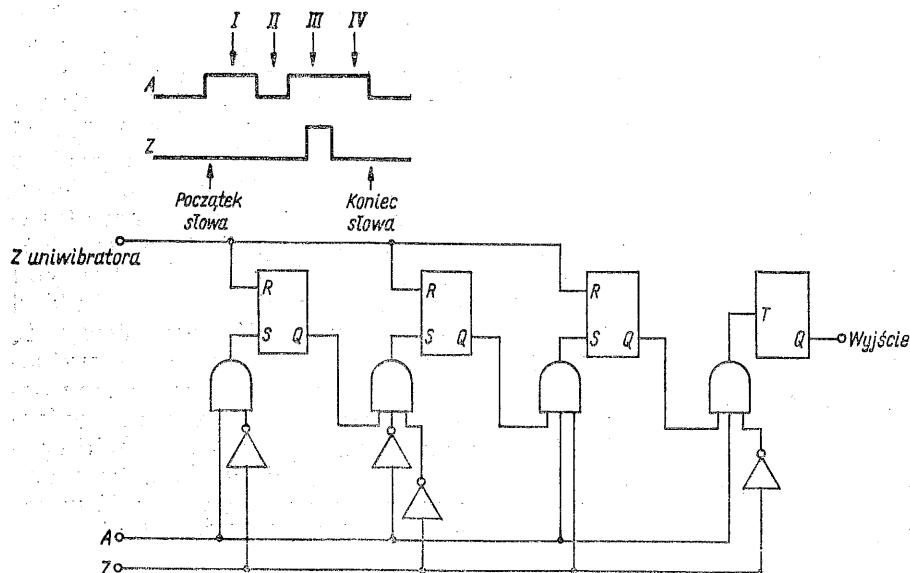 I II III IV
A
Z
Początek słowa
Koniec słowa
Z uniwibratora
R
S Q
R
S Q
R
S Q
T
Q
Wyjście
A
Z